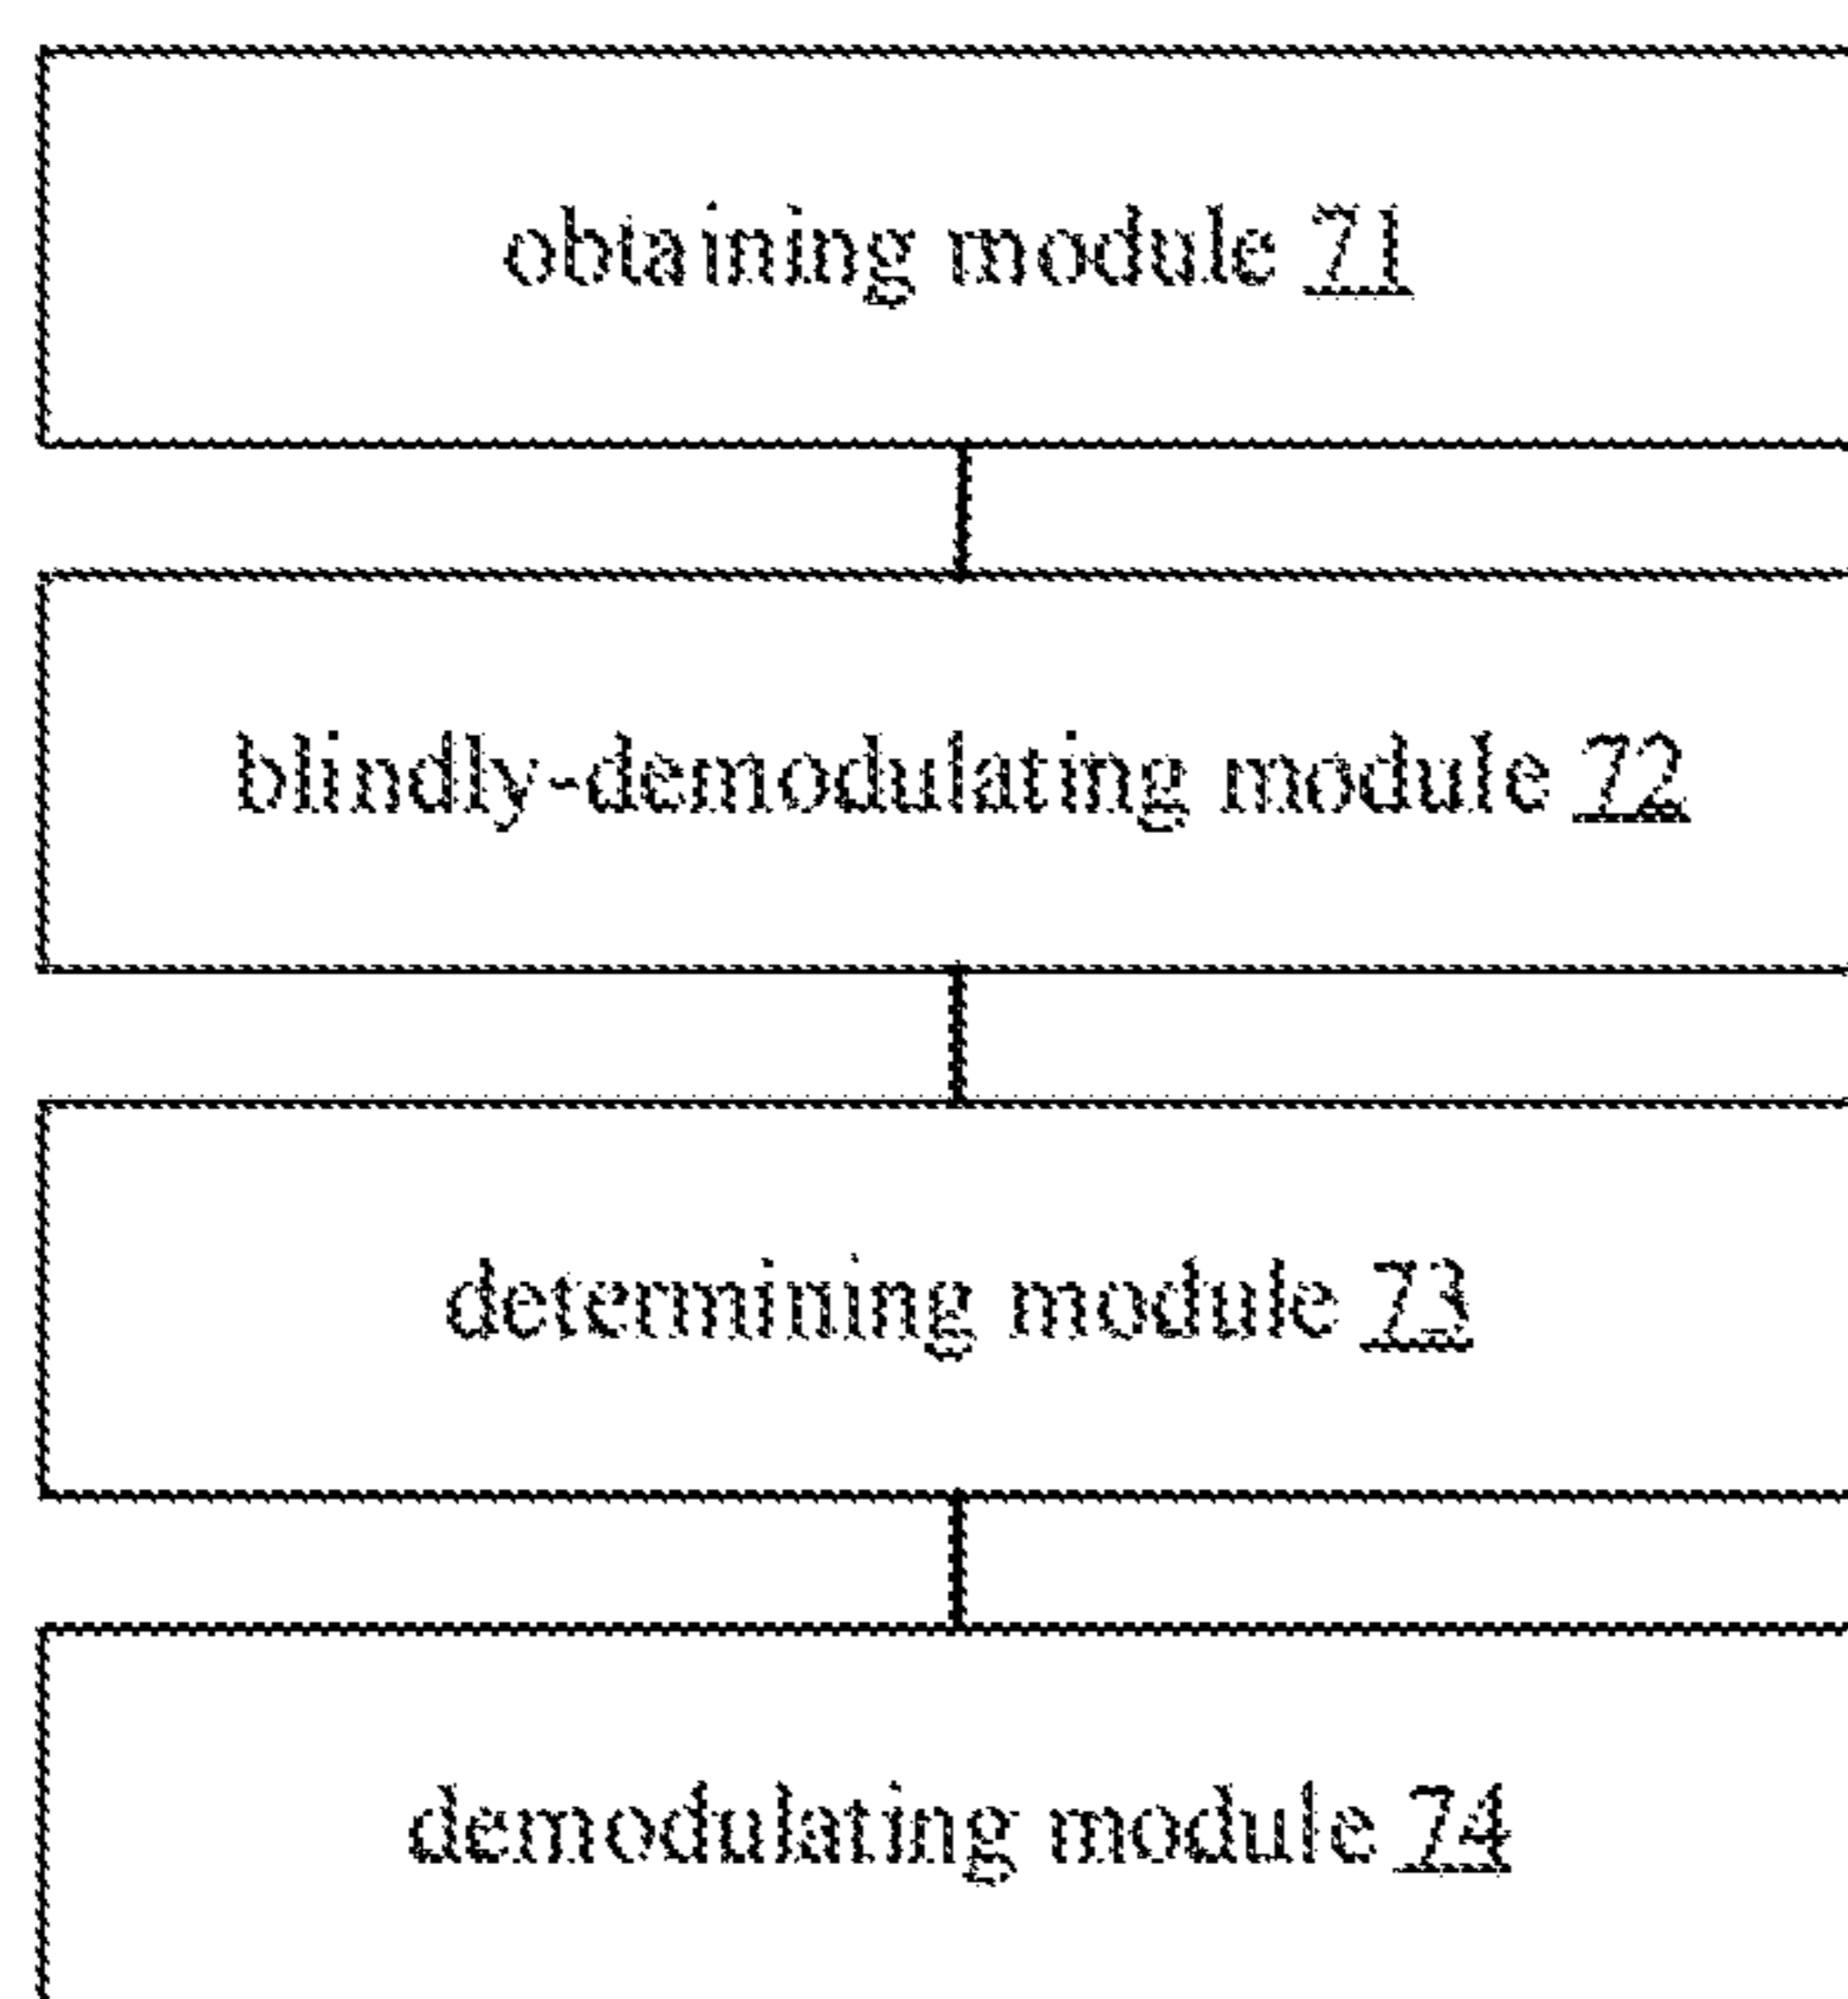 obtaining module 71
blindly-demodulating module 72
determining module 73
demodulating module 74